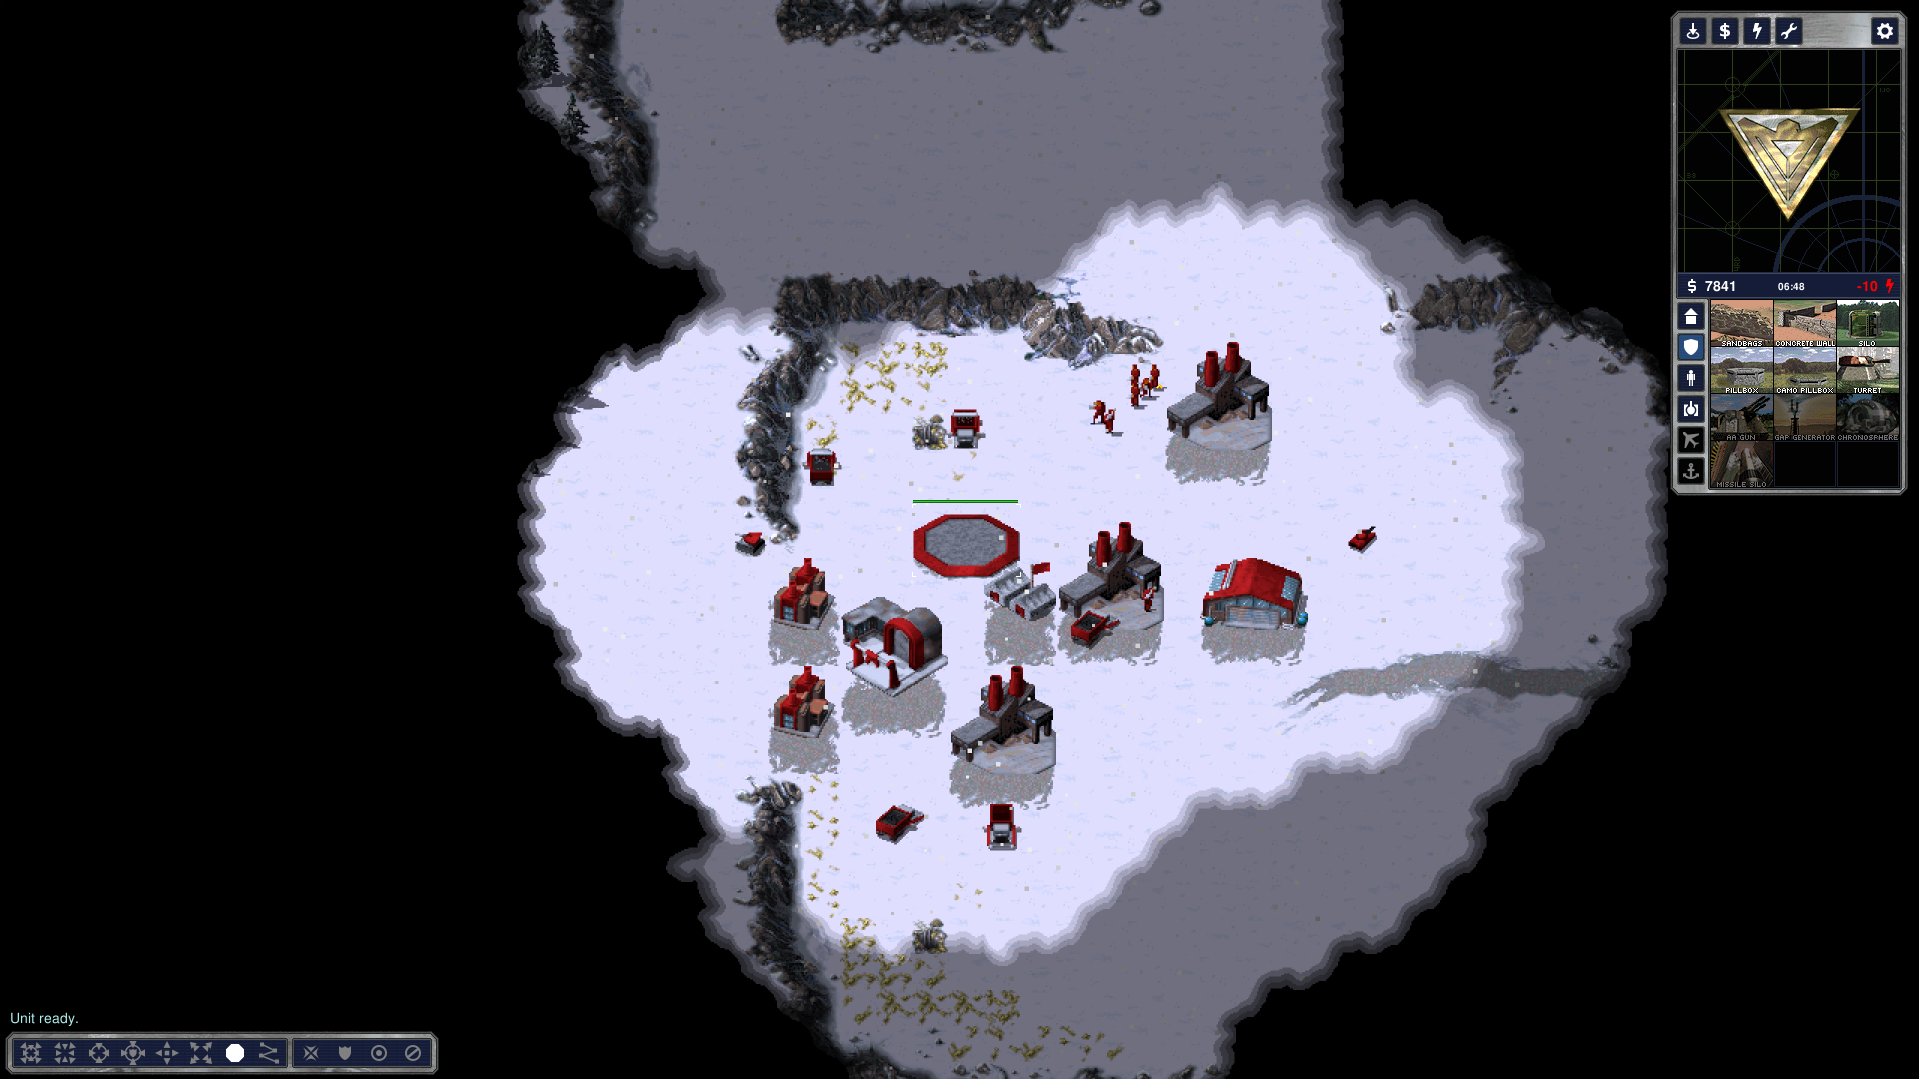 $ 7841 06:48 -10
SANDBAGS CONCRETE WALL SILO
PILLBOX CAMO PILLBOX TURRET
AA GUN GAP GENERATOR CHRONOSPHERE
MISSILE SILO
Unit ready.